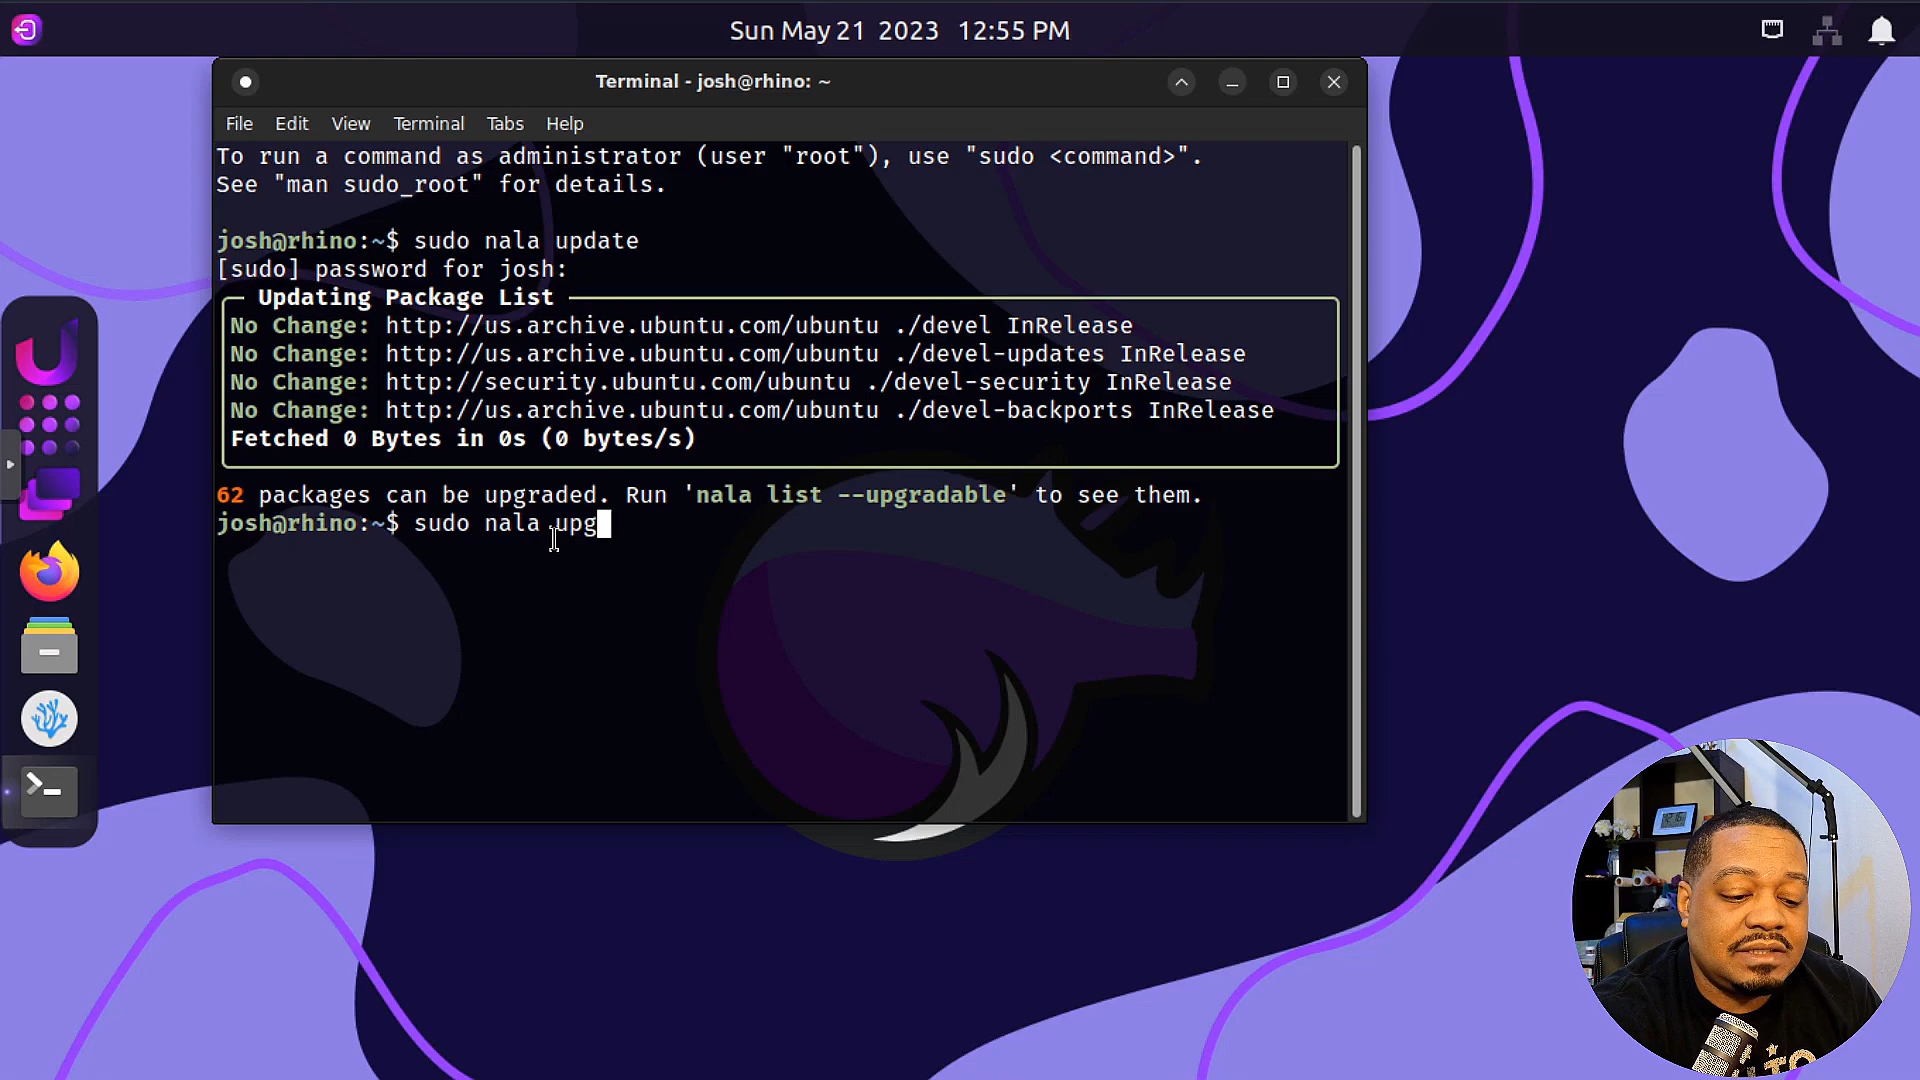 Sun May 21 2023 12:55 PM
Terminal - josh@rhino: ~
File Edit View Terminal Tabs Help
To run a command as administrator (user "root"), use "sudo <command>".
See "man sudo_root" for details.
josh@rhino:~$ sudo nala update
[sudo] password for josh:
Updating Package List
No Change: http://us.archive.ubuntu.com/ubuntu ./devel InRelease
No Change: http://us.archive.ubuntu.com/ubuntu ./devel-updates InRelease
No Change: http://security.ubuntu.com/ubuntu ./devel-security InRelease
No Change: http://us.archive.ubuntu.com/ubuntu ./devel-backports InRelease
Fetched 0 Bytes in 0s (0 bytes/s)
62 packages can be upgraded. Run 'nala list --upgradable' to see them.
josh@rhino:~$ sudo nala upg